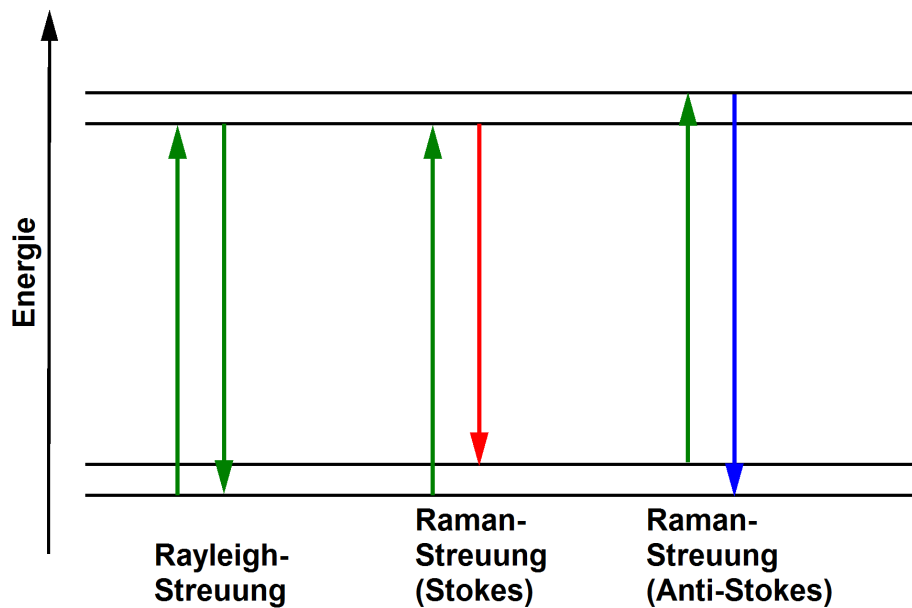 Energie
Rayleigh-
Streuung
Raman-
Streuung
(Stokes)
Raman-
Streuung
(Anti-Stokes)